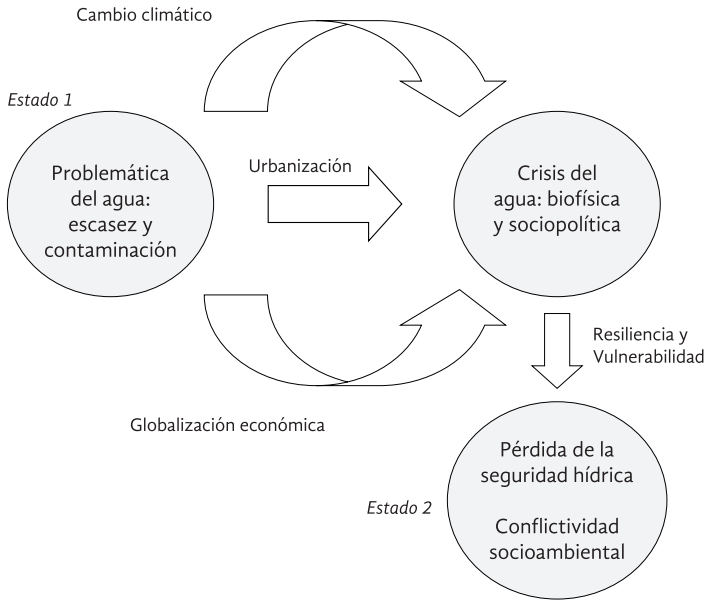 Cambio climático
Estado 1
Problemática
del agua:
escasez y
contaminación
Urbanización
Crisis del
agua: biofísica
y sociopolítica
Globalización económica
Resiliencia y
Vulnerabilidad
Estado 2
Pérdida de la
seguridad hídrica
Conflictividad
socioambiental